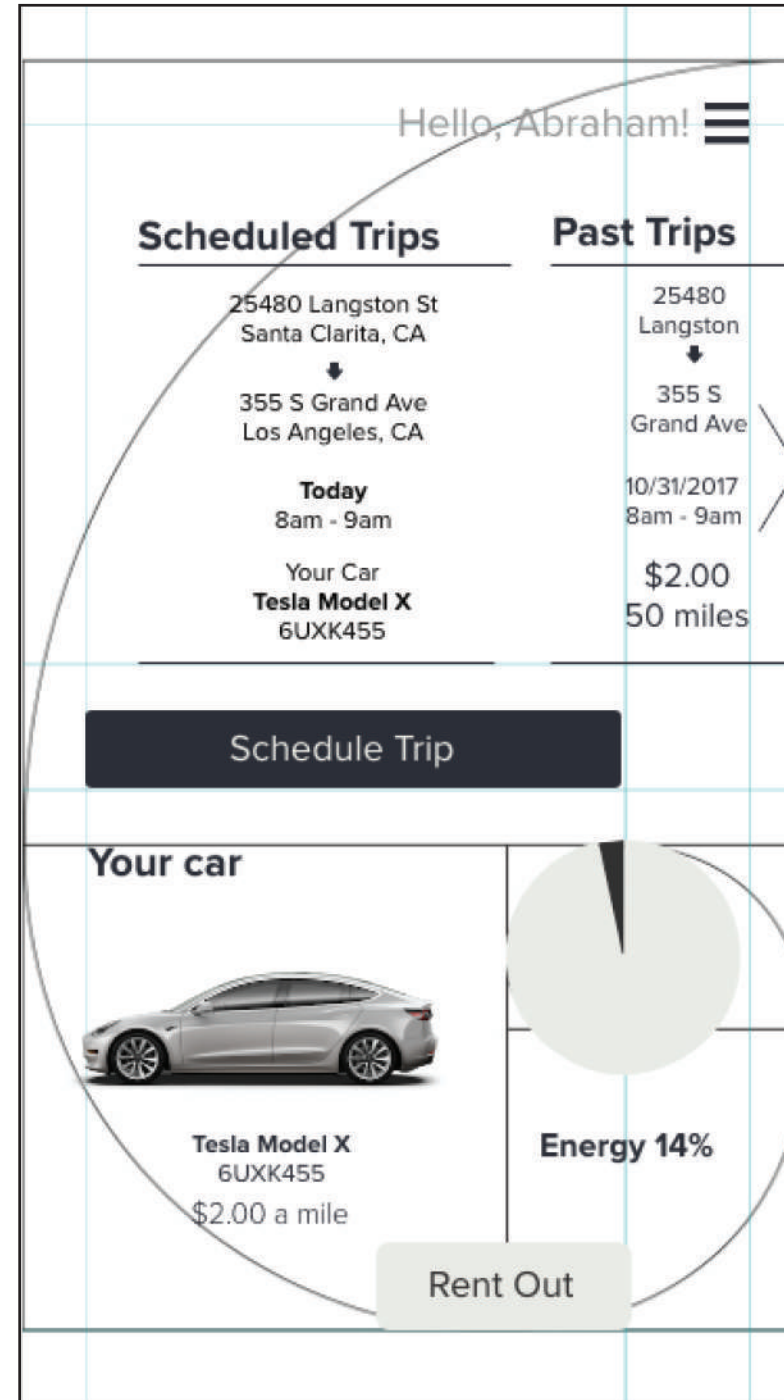 Hello, Abraham!
Scheduled Trips
25480 Langston St
Santa Clarita, CA
355 S Grand Ave
Los Angeles, CA
Today
8am - 9am
Your Car
Tesla Model X
6UXK455
Past Trips
25480
Langston
355 S
Grand Ave
10/31/2017
8am - 9am
$2.00
50 miles
Schedule Trip
Your car
Tesla Model X
6UXK455
$2.00 a mile
Energy 14%
Rent Out